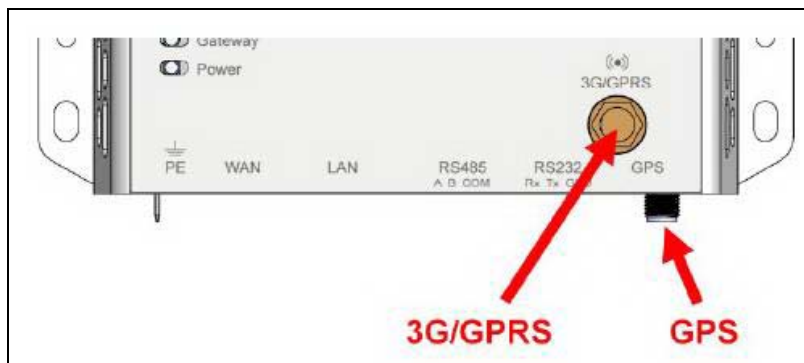 Gateway
Power
3G/GPRS
PE WAN LAN RS485 RS232 GPS
A B COM Rx Tx
3G/GPRS GPS